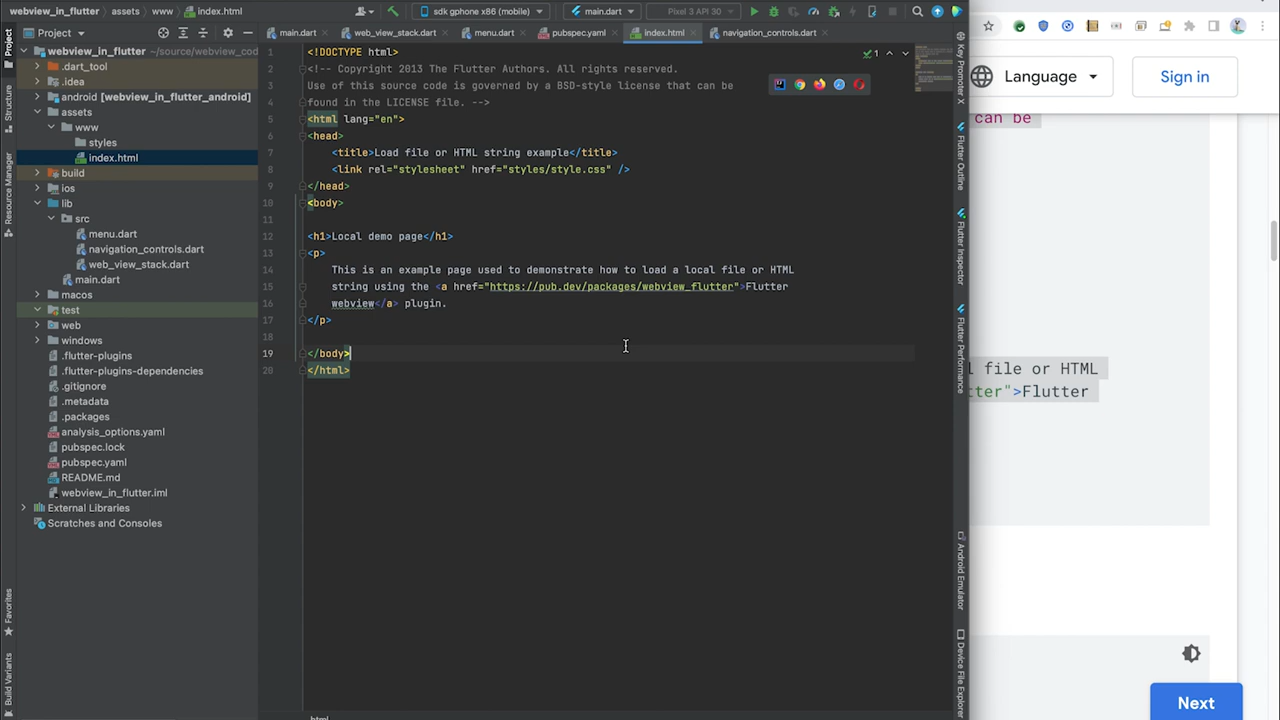 webview_in_flutter
assets
www
index.html
sdk gphone x86 (mobile)
main.dart
Pixel 3 API 30
Project
main.dart
web_view_stack.dart
menu.dart
pubspec.yaml
index.html
navigation_controls.dart
Project
Structure
Resource Manager
Favorites
Build Variants
webview_in_flutter ~/source/webview_cod
.dart_tool
.idea
android [webview_in_flutter_android]
assets
www
styles
index.html
build
ios
lib
src
menu.dart
navigation_controls.dart
web_view_stack.dart
main.dart
macos
test
web
windows
.flutter-plugins
.flutter-plugins-dependencies
.gitignore
.metadata
.packages
analysis_options.yaml
pubspec.lock
pubspec.yaml
README.md
webview_in_flutter.iml
External Libraries
Scratches and Consoles
1 <!DOCTYPE html>
2 <!-- Copyright 2013 The Flutter Authors. All rights reserved.
3 Use of this source code is governed by a BSD-style license that can be
4 found in the LICENSE file. -->
5 <html lang="en">
6 <head>
7 <title>Load file or HTML string example</title>
8 <link rel="stylesheet" href="styles/style.css" />
9 </head>
10 <body>
11
12 <h1>Local demo page</h1>
13 <p>
14 This is an example page used to demonstrate how to load a local file or HTML
15 string using the <a href="https://pub.dev/packages/webview_flutter">Flutter
16 webview</a> plugin.
17 </p>
18
19 </body>
20 </html>
1
html
Key Promoter X
Flutter Outline
Flutter Inspector
Flutter Performance
Android Emulator
Device File Explorer
Language
Sign in
can be
l file or HTML
tter">Flutter
Next